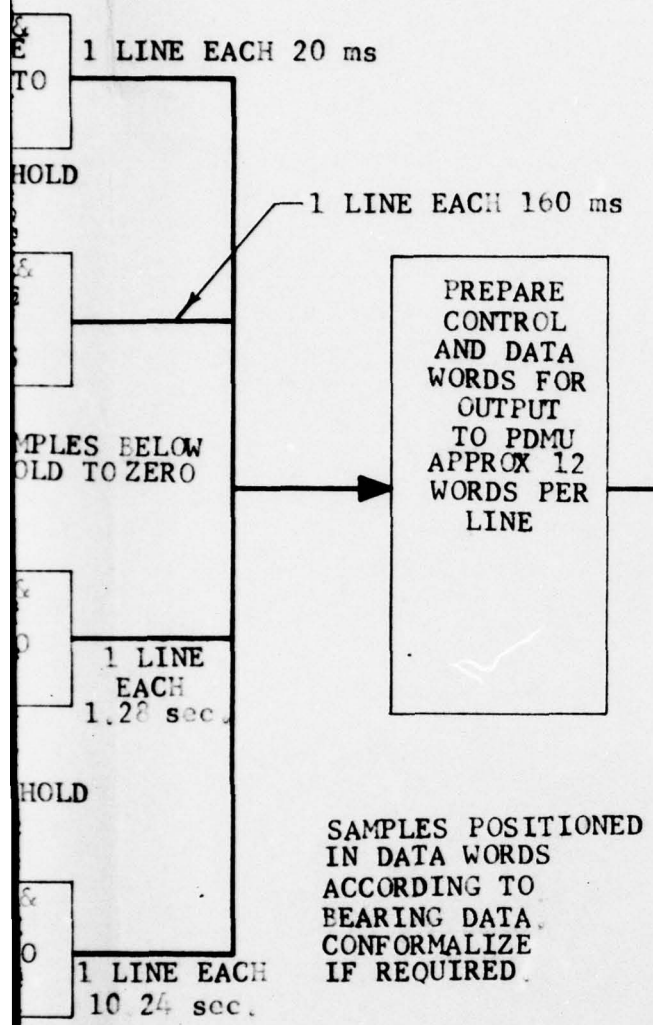 &
E
TO
1 LINE EACH 20 ms
HOLD
1 LINE EACH 160 ms
&
PREPARE
CONTROL
AND DATA
WORDS FOR
OUTPUT
TO PDMU
APPROX 12
WORDS PER
LINE
MPLES BELOW
OLD TO ZERO
&
O
1 LINE
EACH
1.28 sec.
HOLD
SAMPLES POSITIONED
IN DATA WORDS
ACCORDING TO
BEARING DATA.
CONFORMALIZE
IF REQUIRED.
&
O
1 LINE EACH
10.24 sec.